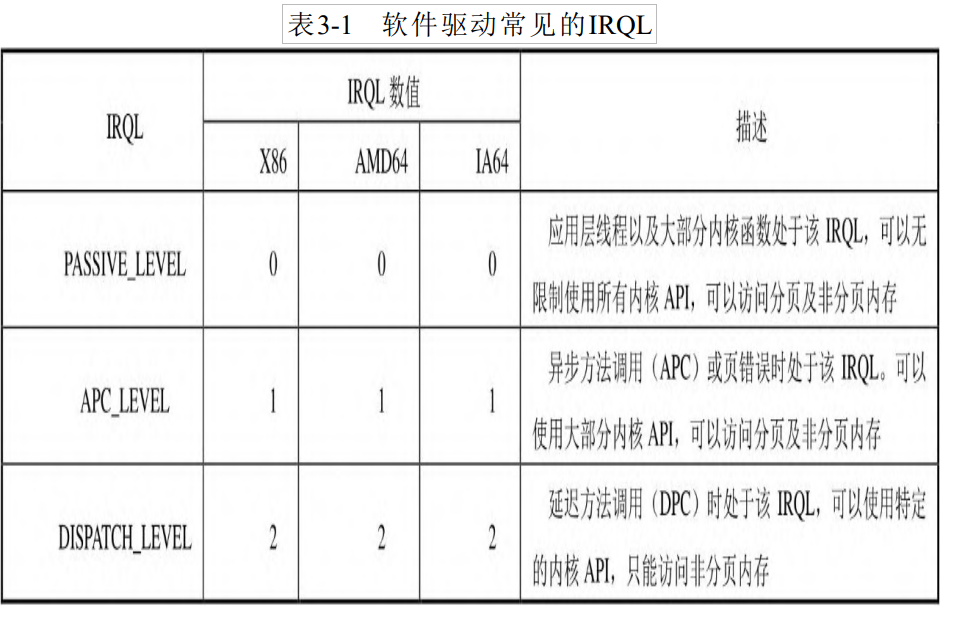 表3-1 软件驱动常见的IRQL
IRQL
IRQL 数值
描述
X86
AMD64
IA64
PASSIVE_LEVEL
0
0
0
应用层线程以及大部分内核函数处于该 IRQL，可以无
限制使用所有内核 API，可以访问分页及非分页内存
APC_LEVEL
1
1
1
异步方法调用（APC）或页错误时处于该 IRQL。可以
使用大部分内核 API，可以访问分页及非分页内存
DISPATCH_LEVEL
2
2
2
延迟方法调用（DPC）时处于该 IRQL，可以使用特定
的内核 API，只能访问非分页内存